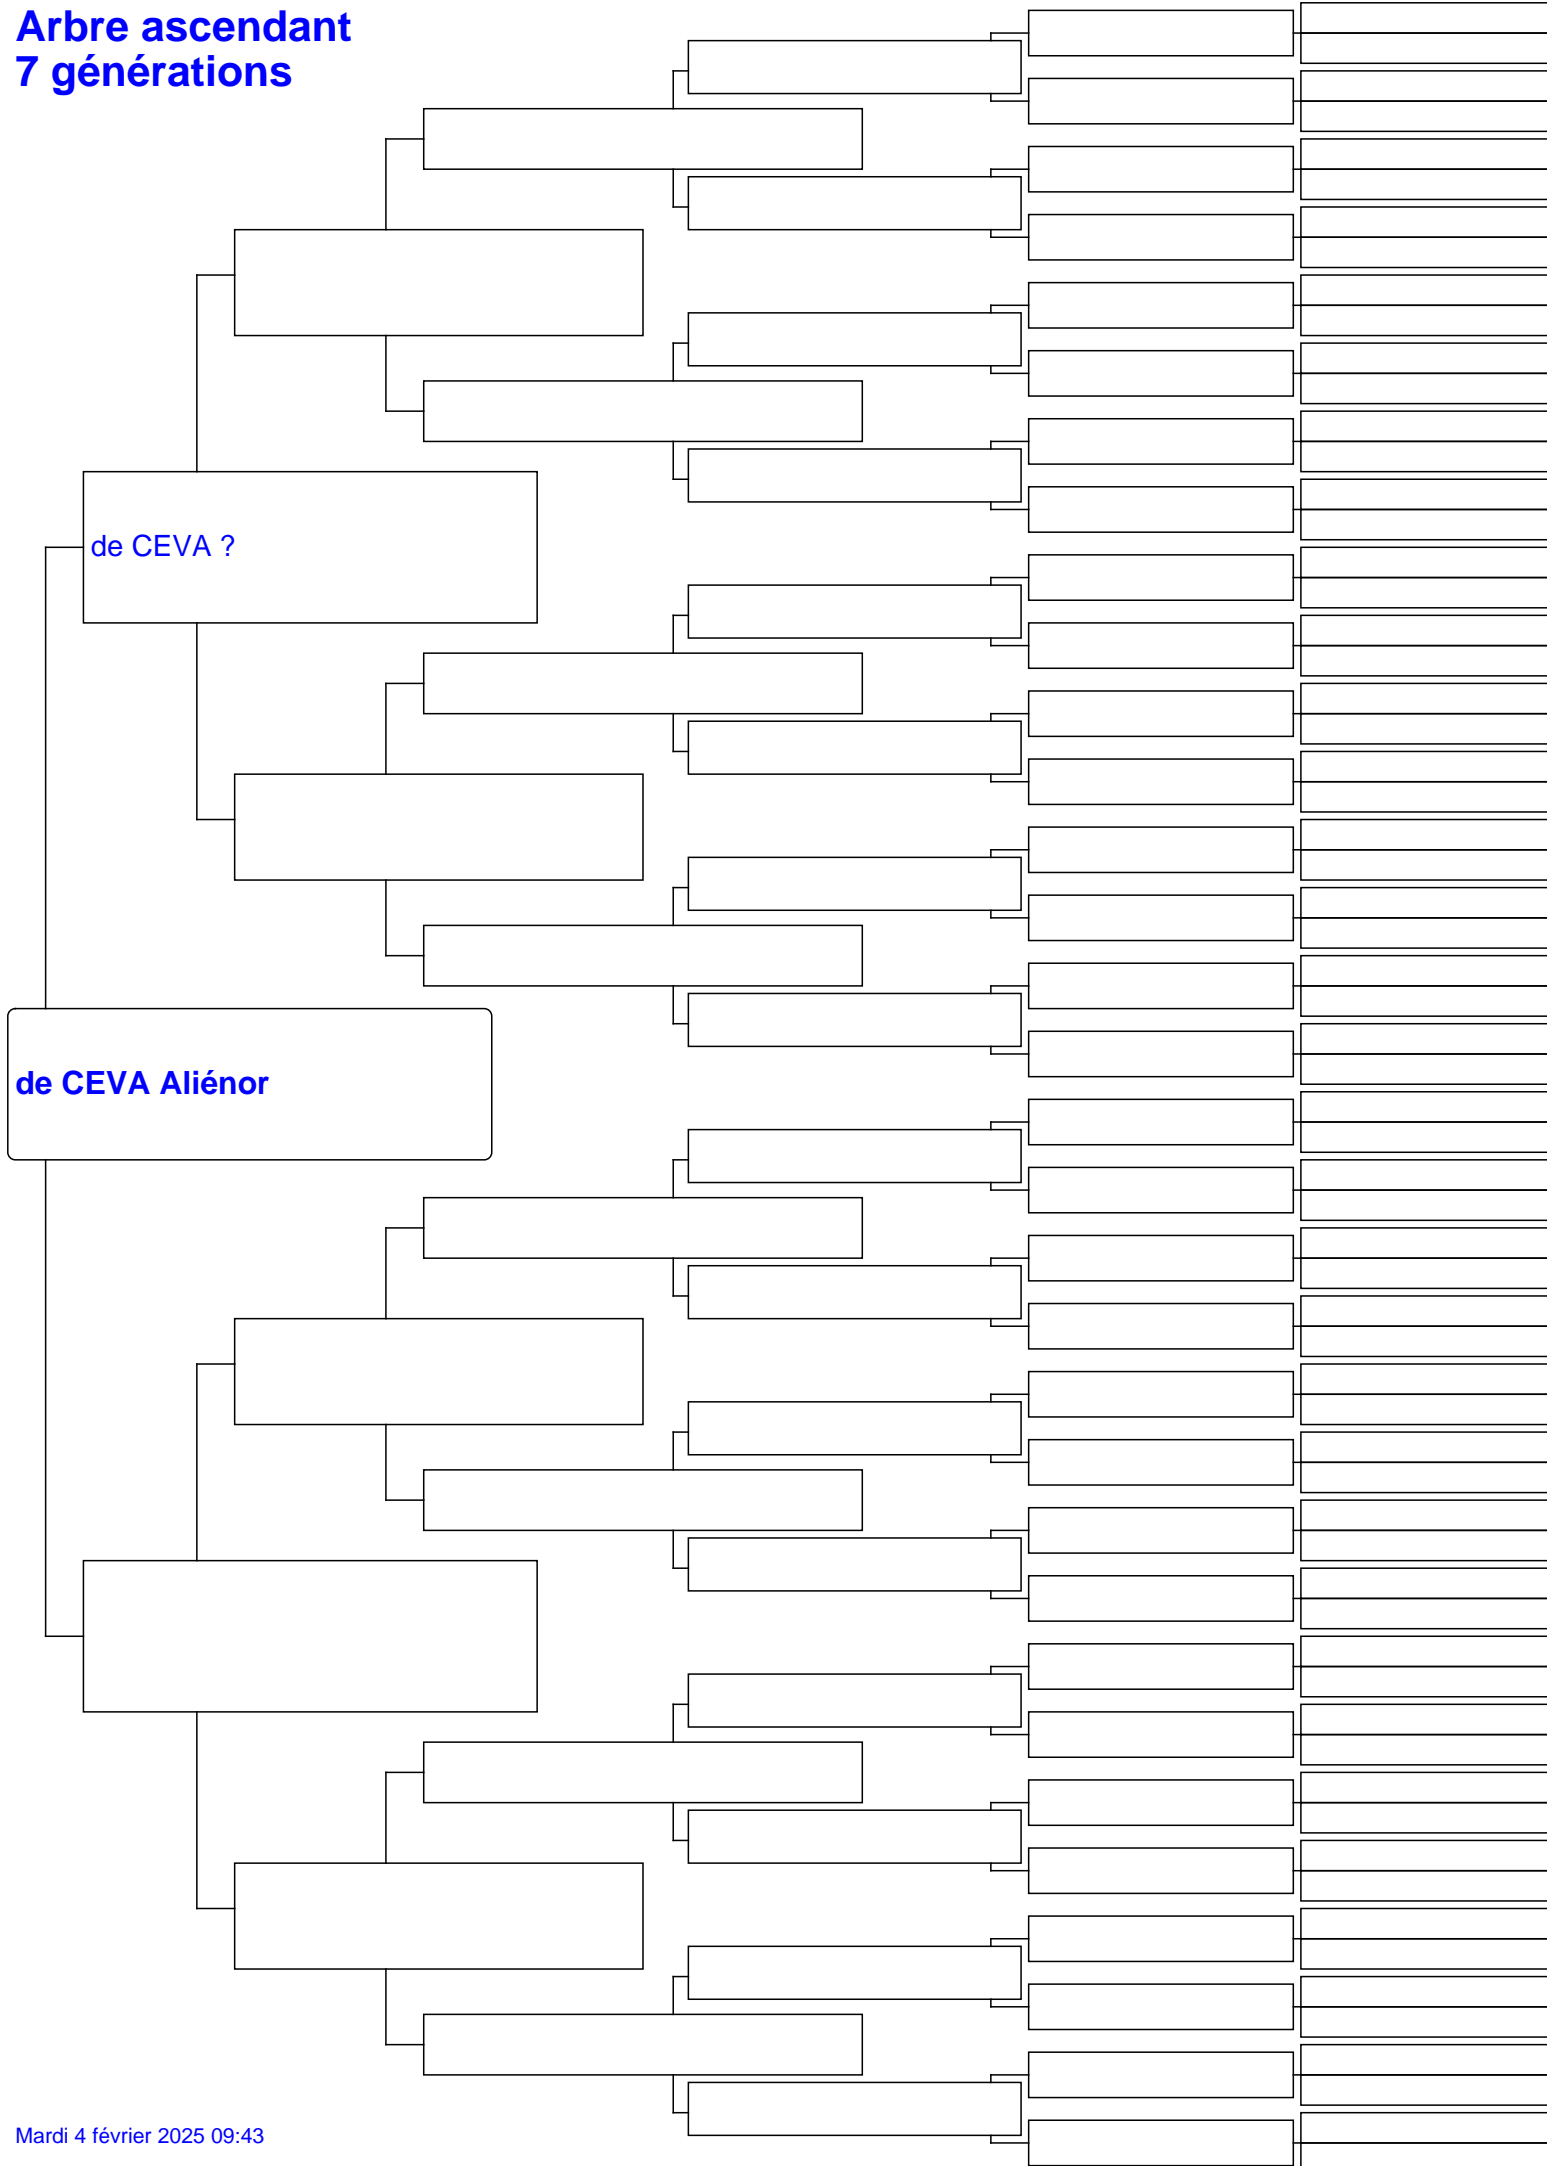 Arbre ascendant
7 générations
de CEVA ?
de CEVA Aliénor
Mardi 4 février 2025 09:43